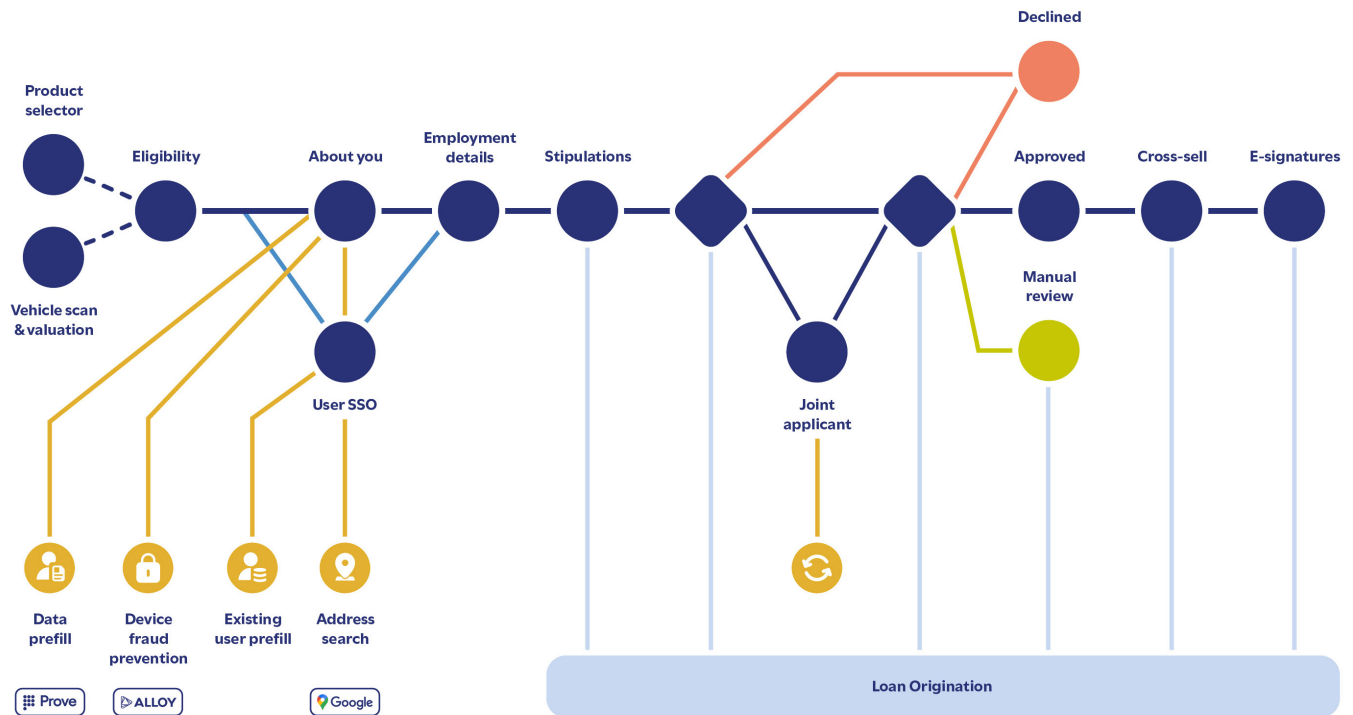 Declined
Product
selector
Eligibility
About you
Employment
details
Stipulations
Approved
Cross-sell
E-signatures
Vehicle scan
& valuation
Manual
review
User SSO
Joint
applicant
Data
prefill
Device
fraud
prevention
Existing
user prefill
Address
search
Loan Origination
Prove
ALLOY
Google